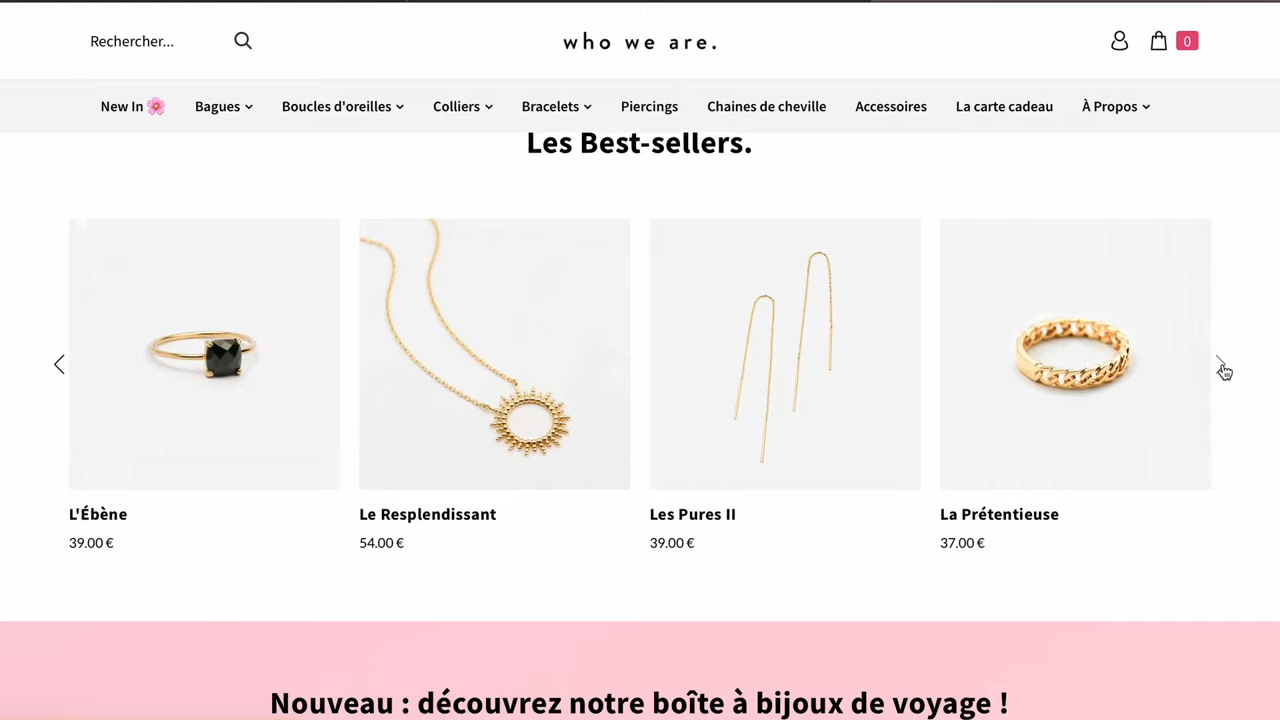 Rechercher...
who we are.
0
New In 🌸 Bagues Boucles d'oreilles Colliers Bracelets Piercings Chaines de cheville Accessoires La carte cadeau À Propos
Les Best-sellers.
L'Ébène
39.00 €
Le Resplendissant
54.00 €
Les Pures II
39.00 €
La Prétentieuse
37.00 €
Nouveau : découvrez notre boîte à bijoux de voyage !